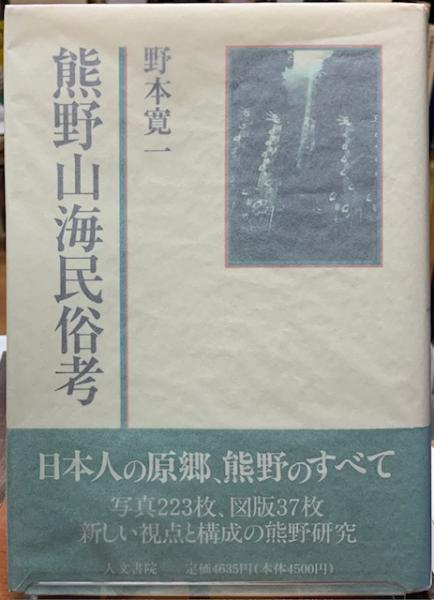 熊野山海民俗考
野本寛一
日本人の原郷、熊野のすべて
写真223枚、図版37枚
新しい視点と構成の熊野研究
人文書院 定価4635円(本体4500円)